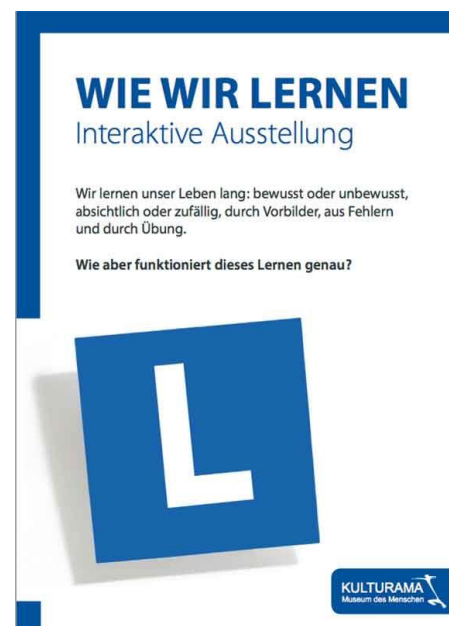 WIE WIR LERNEN
Interaktive Ausstellung
Wir lernen unser Leben lang: bewusst oder unbewusst,
absichtlich oder zufällig, durch Vorbilder, aus Fehlern
und durch Übung.
Wie aber funktioniert dieses Lernen genau?
L
KULTURAMA
Museum des Menschen